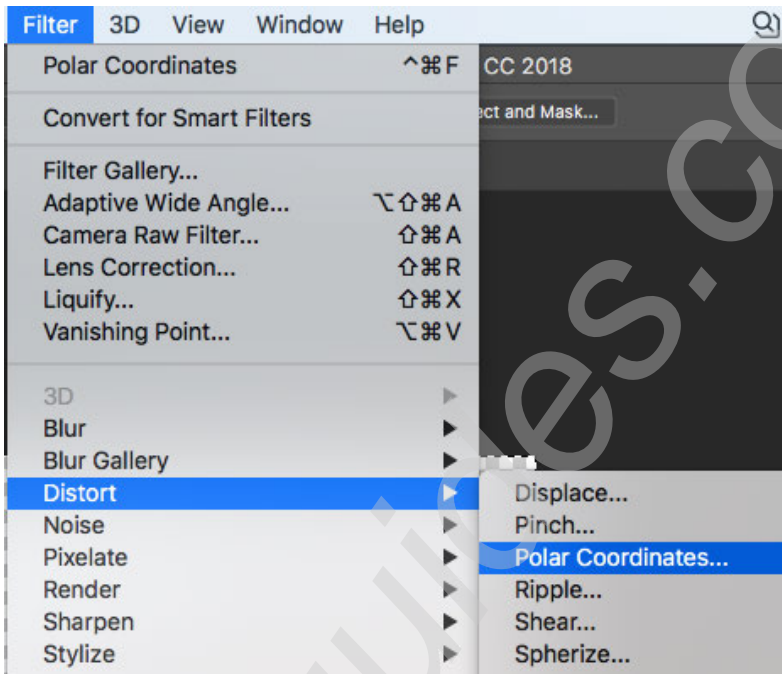 Filter 3D View Window Help
Polar Coordinates ^⌘F
CC 2018
Convert for Smart Filters
and Mask...
Filter Gallery...
Adaptive Wide Angle... ⌥⇧⌘A
Camera Raw Filter... ⇧⌘A
Lens Correction... ⇧⌘R
Liquify... ⇧⌘X
Vanishing Point... ⌥⌘V
3D
Blur
Blur Gallery
Distort
Noise
Pixelate
Render
Sharpen
Stylize
Displace...
Pinch...
Polar Coordinates...
Ripple...
Shear...
Spherize...